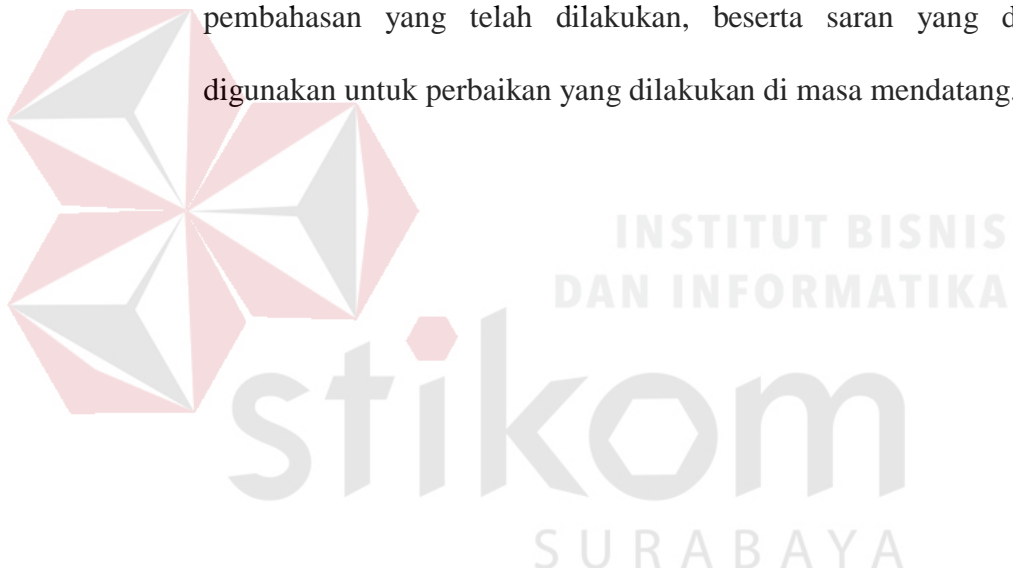 pembahasan yang telah dilakukan, beserta saran yang
digunakan untuk perbaikan yang dilakukan di masa mendatang.
INSTITUT BISNIS
DAN INFORMATIKA
stikom
SURABAYA